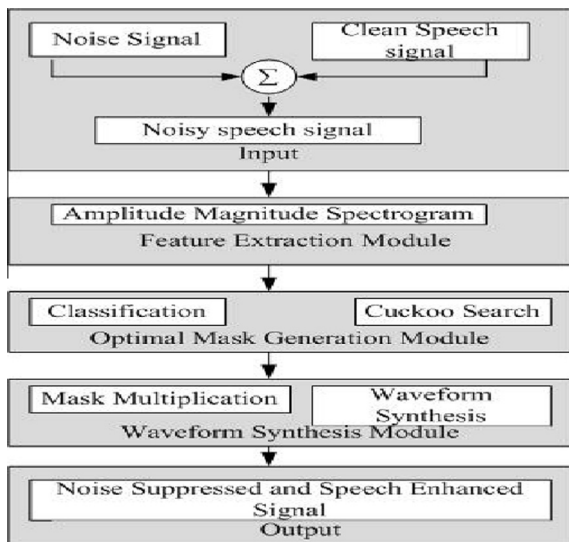 Noise Signal
Clean Speech
signal
Σ
Noisy speech signal
Input
Amplitude Magnitude Spectrogram
Feature Extraction Module
Classification
Cuckoo Search
Optimal Mask Generation Module
Mask Multiplication
Waveform
Synthesis
Waveform Synthesis Module
Noise Suppressed and Speech Enhanced
Signal
Output